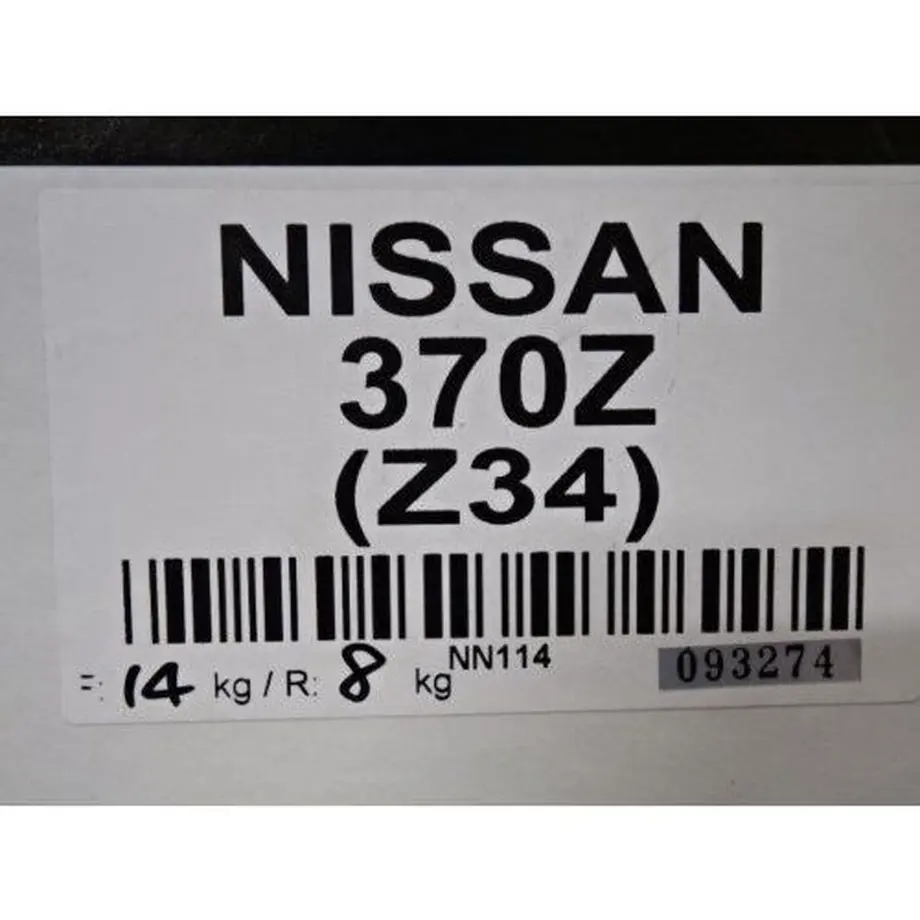 NISSAN
370Z
(Z34)
NN114
14 kg / R: 8 kg
093274